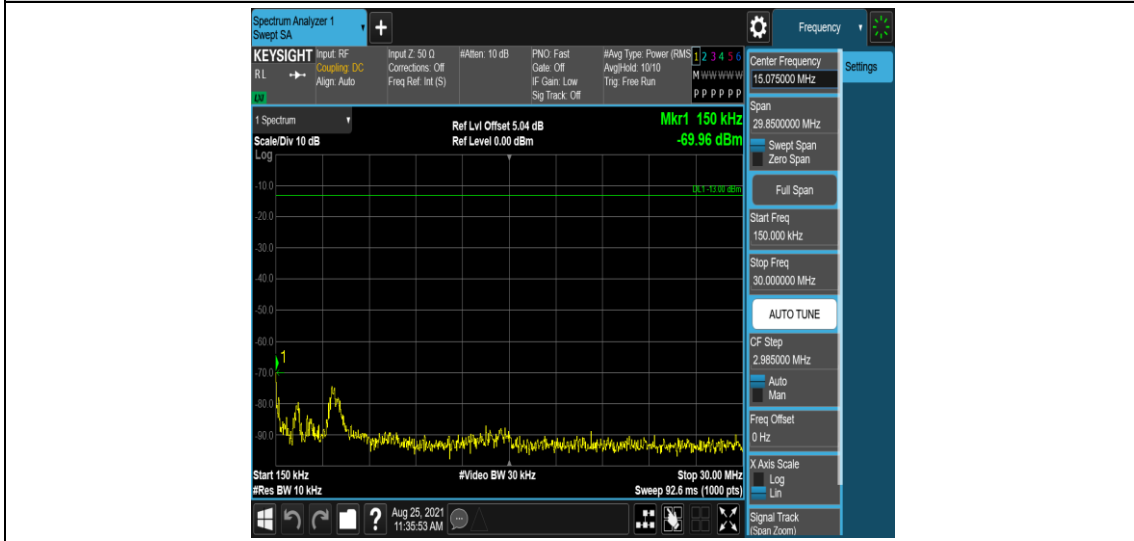 Spectrum Analyzer 1
Swept SA
+
Frequency
KEYSIGHT
RL
Input: RF
Coupling: DC
Align: Auto
Input Z: 50 Ω
Corrections: Off
Freq Ref: Int (S)
#Atten: 10 dB
PNO: Fast
Gate: Off
IF Gain: Low
Sig Track: Off
#Avg Type: Power (RMS
Avg|Hold: 10/10
Trig: Free Run
1 2 3 4 5 6
M W W W W W
P P P P P P
1 Spectrum
Scale/Div 10 dB
Log
Ref Lvl Offset 5.04 dB
Ref Level 0.00 dBm
Mkr1 150 kHz
-69.96 dBm
DL1 -13.00 dBm
-10.0
-20.0
-30.0
-40.0
-50.0
-60.0
-70.0
-80.0
-90.0
1
Start 150 kHz
#Res BW 10 kHz
#Video BW 30 kHz
Stop 30.00 MHz
Sweep 92.6 ms (1000 pts)
?
Aug 25, 2021
11:35:53 AM
Center Frequency
15.075000 MHz
Settings
Span
29.8500000 MHz
Swept Span
Zero Span
Full Span
Start Freq
150.000 kHz
Stop Freq
30.000000 MHz
AUTO TUNE
CF Step
2.985000 MHz
Auto
Man
Freq Offset
0 Hz
X Axis Scale
Log
Lin
Signal Track
(Span Zoom)